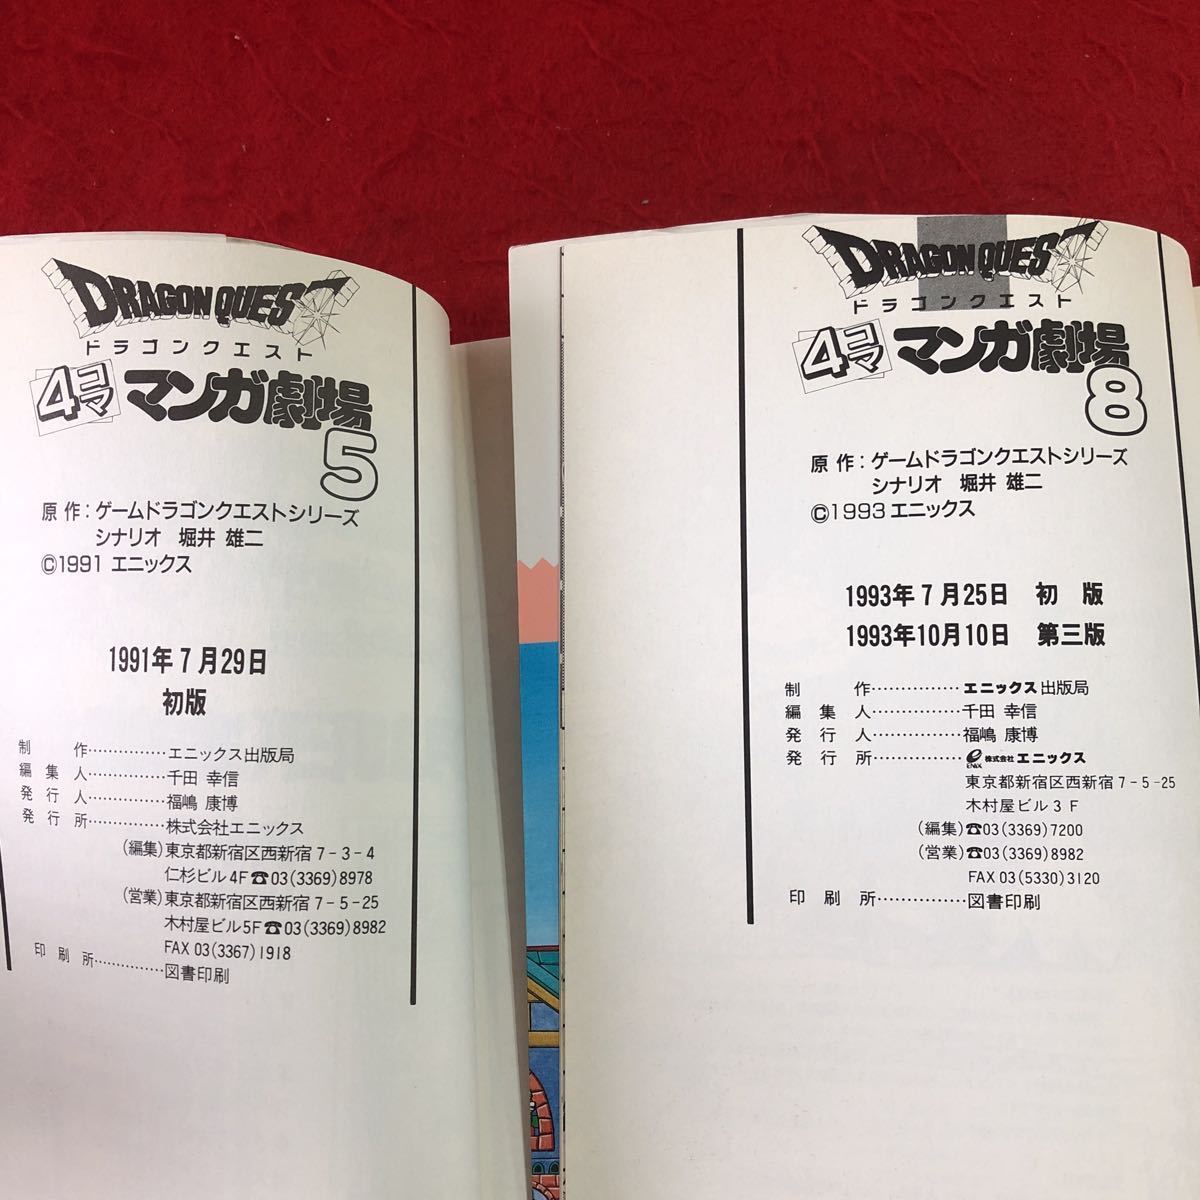 DRAGON QUEST
ドラゴンクエスト
4コママンガ劇場
5
原作:ゲームドラゴンクエストシリーズ
シナリオ 堀井 雄二
©1991 エニックス
1991年7月29日
初版
制作……………エニックス出版局
編集人……………千田 幸信
発行人……………福嶋 康博
発行所……………株式会社エニックス
(編集)東京都新宿区西新宿7-3-4
仁杉ビル4F☎03(3369)8978
(営業)東京都新宿区西新宿7-5-25
木村屋ビル5F☎03(3369)8982
FAX 03(3367)1918
印刷所……………図書印刷
DRAGON QUEST
ドラゴンクエスト
4コママンガ劇場
8
原作:ゲームドラゴンクエストシリーズ
シナリオ 堀井 雄二
©1993 エニックス
1993年7月25日 初版
1993年10月10日 第三版
制作……………エニックス出版局
編集人……………千田 幸信
発行人……………福嶋 康博
発行所……………ENIX 株式会社エニックス
東京都新宿区西新宿7-5-25
木村屋ビル3F
(編集)☎03(3369)7200
(営業)☎03(3369)8982
FAX 03(5330)3120
印刷所……………図書印刷